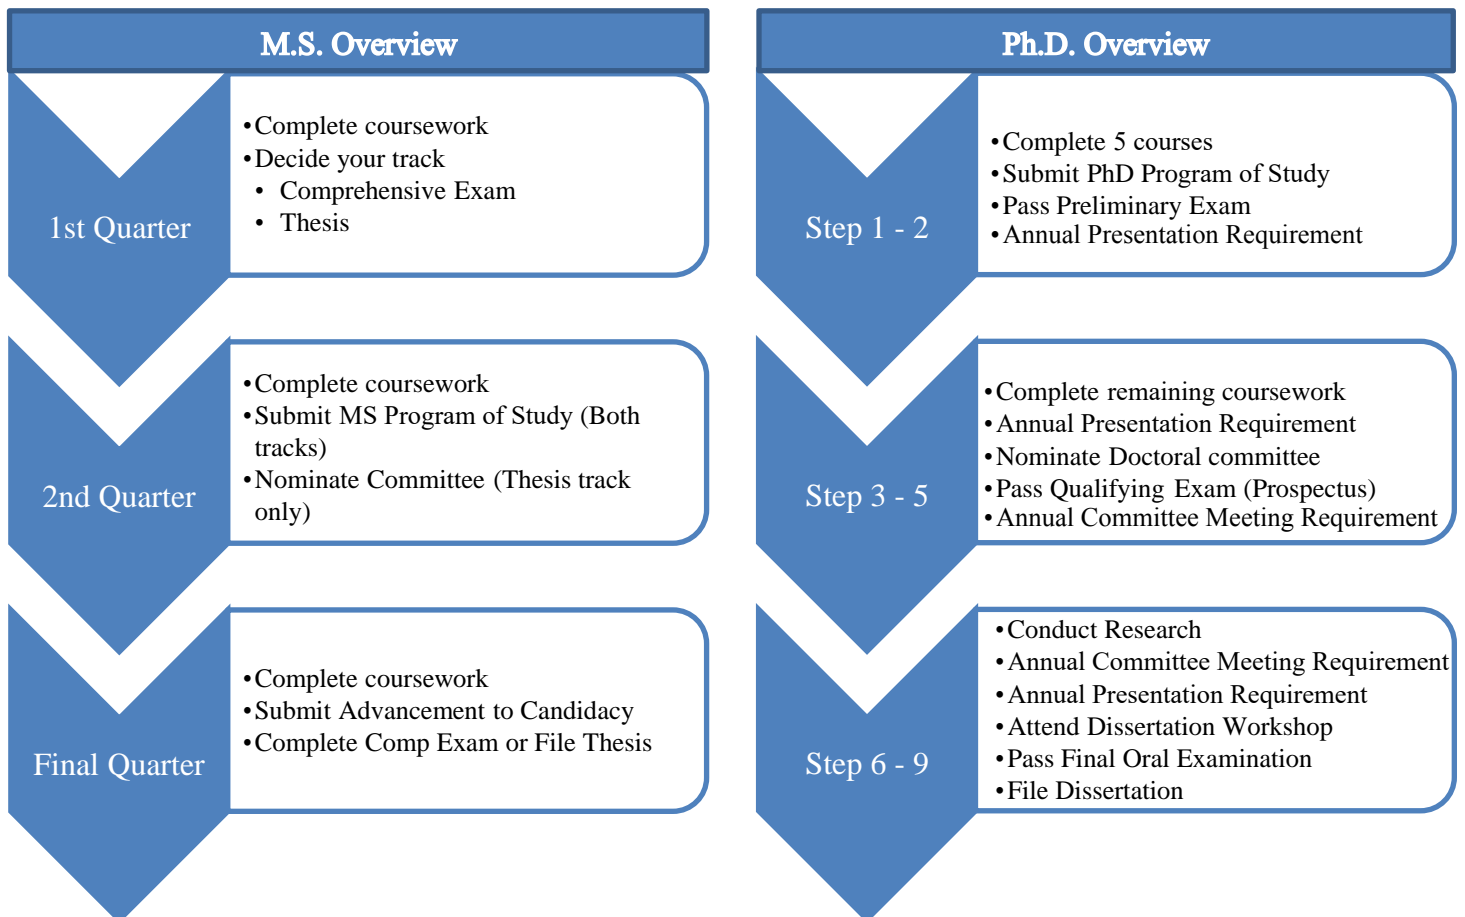 M.S. Overview
1st Quarter
•Complete coursework
•Decide your track
• Comprehensive Exam
• Thesis
2nd Quarter
•Complete coursework
•Submit MS Program of Study (Both
tracks)
•Nominate Committee (Thesis track
only)
Final Quarter
•Complete coursework
•Submit Advancement to Candidacy
•Complete Comp Exam or File Thesis
Ph.D. Overview
Step 1 - 2
•Complete 5 courses
•Submit PhD Program of Study
•Pass Preliminary Exam
•Annual Presentation Requirement
Step 3 - 5
•Complete remaining coursework
•Annual Presentation Requirement
•Nominate Doctoral committee
•Pass Qualifying Exam (Prospectus)
•Annual Committee Meeting Requirement
Step 6 - 9
•Conduct Research
•Annual Committee Meeting Requirement
•Annual Presentation Requirement
•Attend Dissertation Workshop
•Pass Final Oral Examination
•File Dissertation